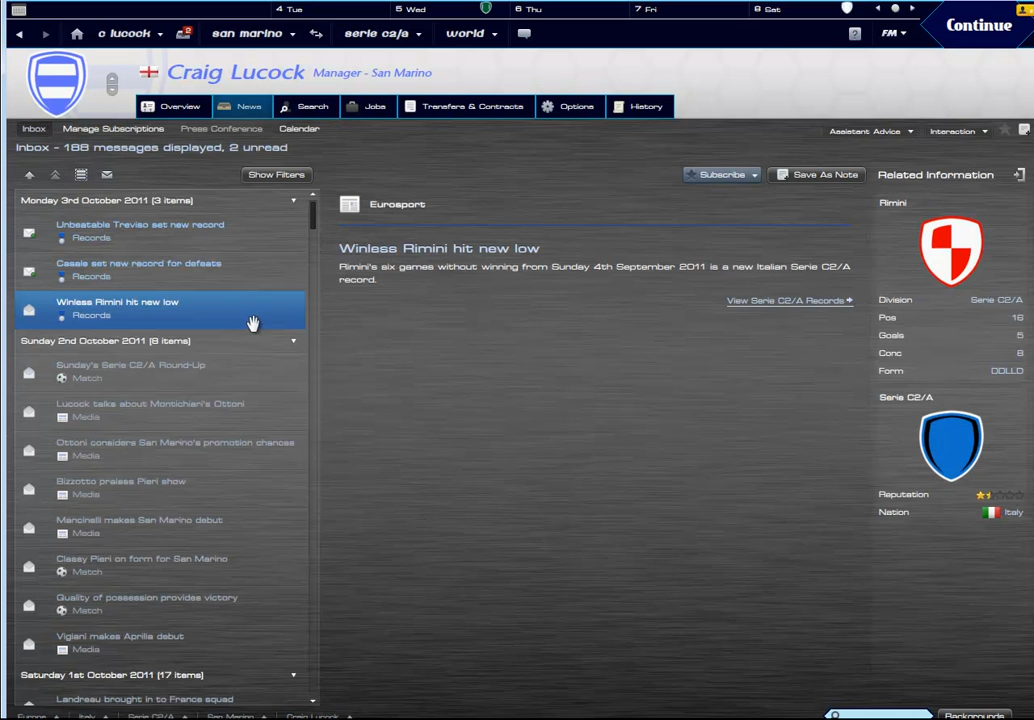 4 Tue 5 Wed 6 Thu 7 Fri 8 Sat
Continue
c lucock 2 san marino serie c2/a world ? FM
Craig Lucock Manager - San Marino
Overview News Search Jobs Transfers & Contracts Options History
Inbox Manage Subscriptions Press Conference Calendar Assistant Advice Interaction
Inbox - 188 messages displayed, 2 unread
Show Filters Subscribe Save As Note Related Information
Monday 3rd October 2011 (3 items)
Unbeatable Treviso set new record
Records
Casale set new record for defeats
Records
Winless Rimini hit new low
Records
Sunday 2nd October 2011 (8 items)
Sunday's Serie C2/A Round-Up
Match
Lucock talks about Montichiari's Ottoni
Media
Ottoni considers San Marino's promotion chances
Media
Bizzotto praises Pieri show
Media
Mancinelli makes San Marino debut
Media
Classy Pieri on form for San Marino
Match
Quality of possession provides victory
Match
Vigiani makes Aprilia debut
Media
Saturday 1st October 2011 (17 items)
Landreau brought in to France squad
Eurosport
Winless Rimini hit new low
Rimini's six games without winning from Sunday 4th September 2011 is a new Italian Serie C2/A
record.
View Serie C2/A Records
Rimini
Division Serie C2/A
Pos 16
Goals 5
Conc 8
Form DDLLD
Serie C2/A
Reputation
Nation Italy
Europe Italy Serie C2/A San Marino Craig Lucock
Backgrounds